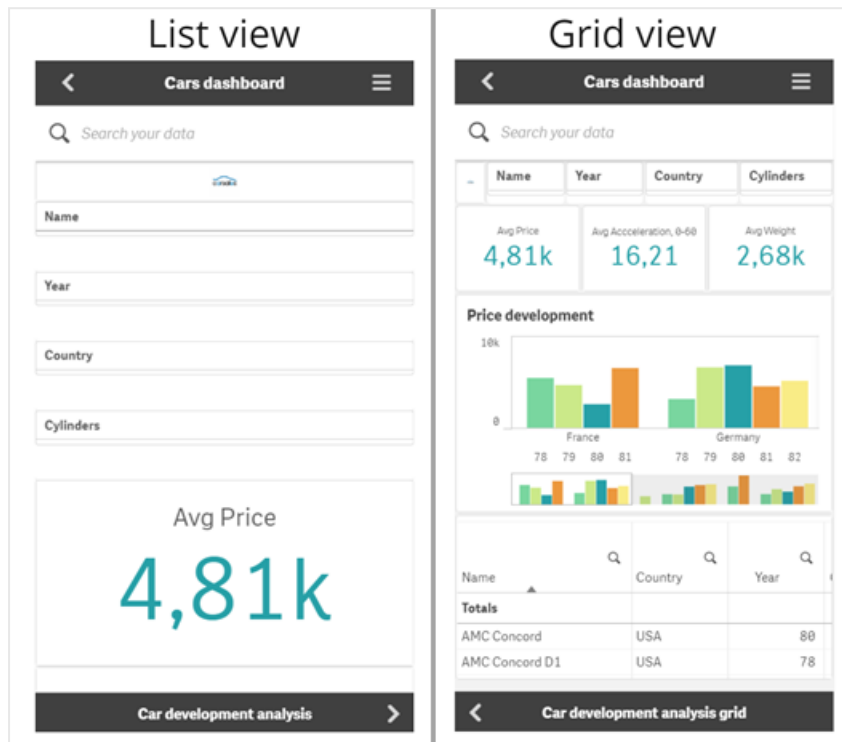 List view
Cars dashboard
Search your data
Name
Year
Country
Cylinders
Avg Price
4,81k
Car development analysis
Grid view
Cars dashboard
Search your data
Name Year Country Cylinders
Avg Price Avg Accceleration, 0-60 Avg Weight
4,81k 16,21 2,68k
Price development
10k
0
France Germany
78 79 80 81 78 79 80 81 82
Name Country Year
Totals
AMC Concord USA 80
AMC Concord D1 USA 78
Car development analysis grid